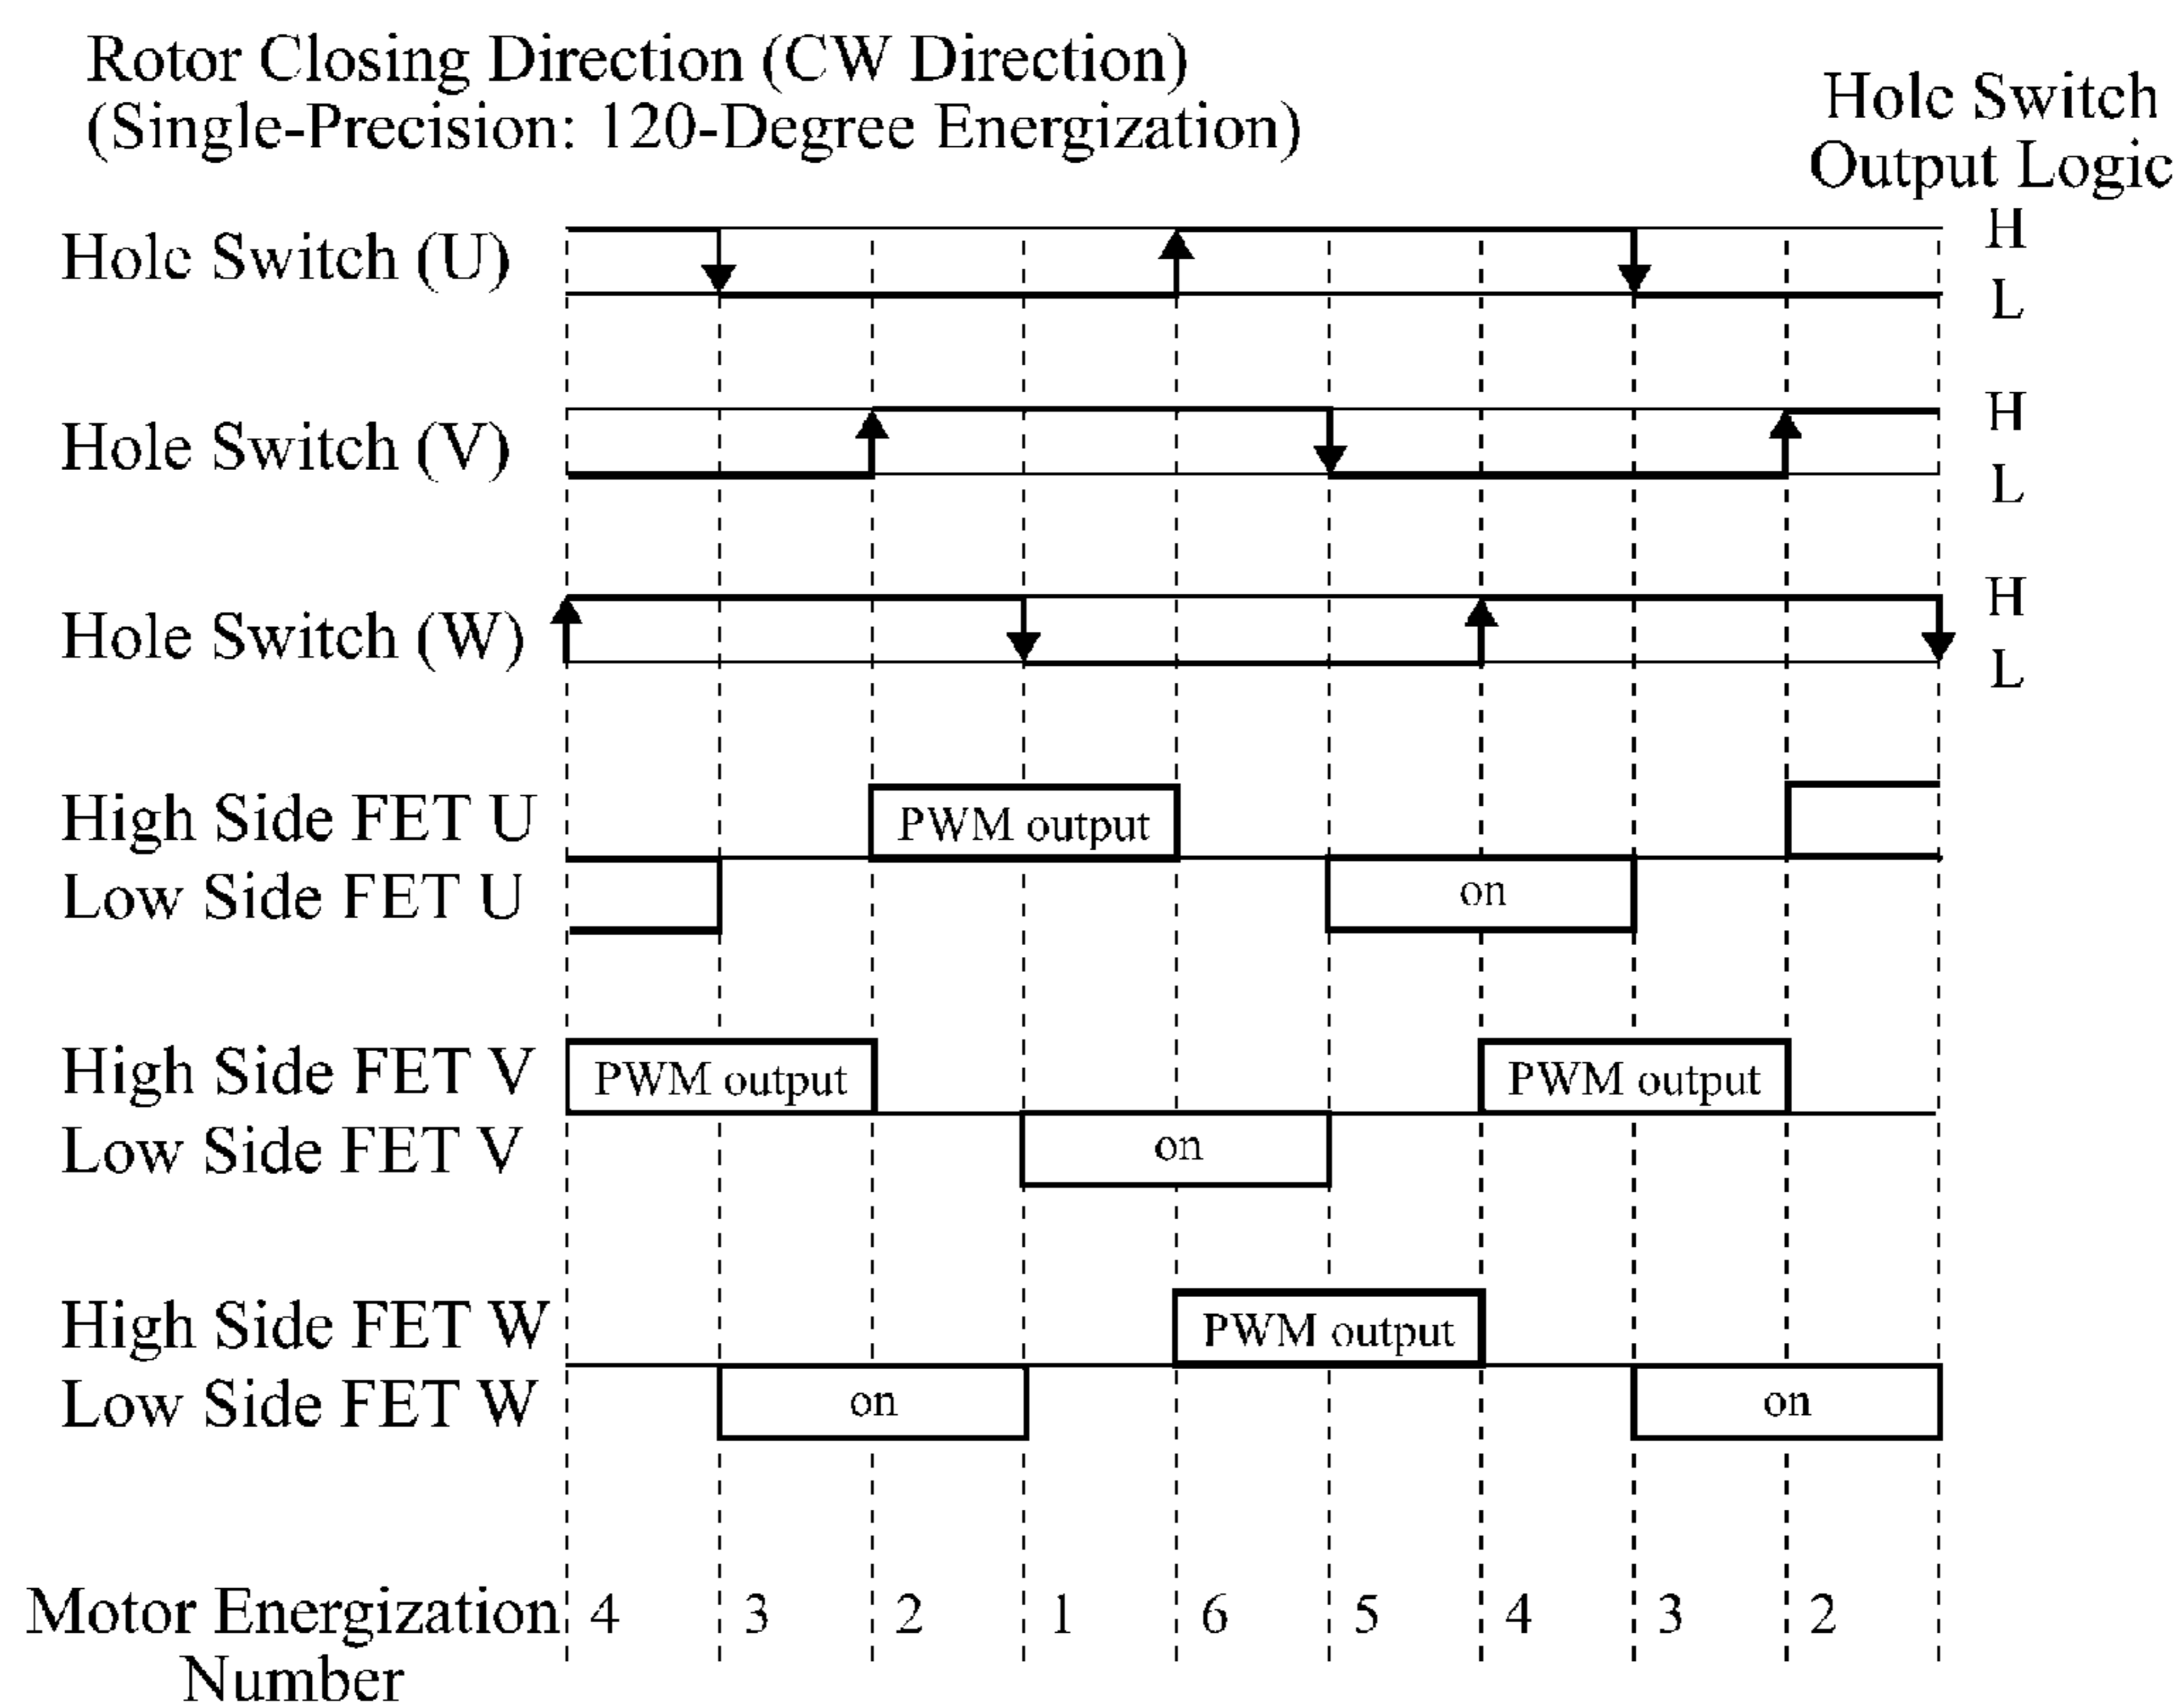 Rotor Closing Direction (CW Direction)
(Single-Precision: 120-Degree Energization)
Hole Switch
Output Logic
Hole Switch (U)
H
L
Hole Switch (V)
H
L
Hole Switch (W)
H
L
High Side FET U
PWM output
Low Side FET U
on
High Side FET V
PWM output
PWM output
Low Side FET V
on
High Side FET W
PWM output
Low Side FET W
on
on
Motor Energization
Number
4 3 2 1 6 5 4 3 2